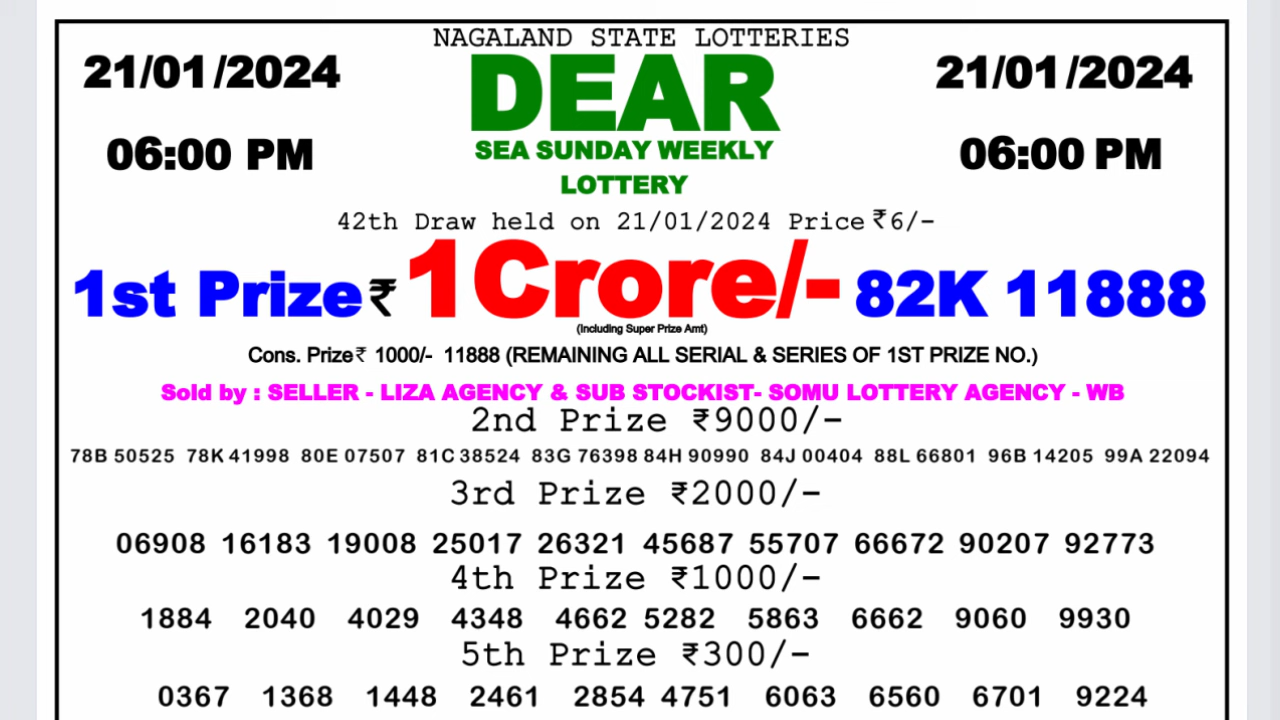 NAGALAND STATE LOTTERIES
21/01/2024 DEAR 21/01/2024
06:00 PM SEA SUNDAY WEEKLY 06:00 PM
LOTTERY
42th Draw held on 21/01/2024 Price ₹6/-
1st Prize ₹ 1Crore/- 82K 11888
(Including Super Prize Amt)
Cons. Prize₹ 1000/- 11888 (REMAINING ALL SERIAL & SERIES OF 1ST PRIZE NO.)
Sold by : SELLER - LIZA AGENCY & SUB STOCKIST- SOMU LOTTERY AGENCY - WB
2nd Prize ₹9000/-
78B 50525 78K 41998 80E 07507 81C 38524 83G 76398 84H 90990 84J 00404 88L 66801 96B 14205 99A 22094
3rd Prize ₹2000/-
06908 16183 19008 25017 26321 45687 55707 66672 90207 92773
4th Prize ₹1000/-
1884 2040 4029 4348 4662 5282 5863 6662 9060 9930
5th Prize ₹300/-
0367 1368 1448 2461 2854 4751 6063 6560 6701 9224